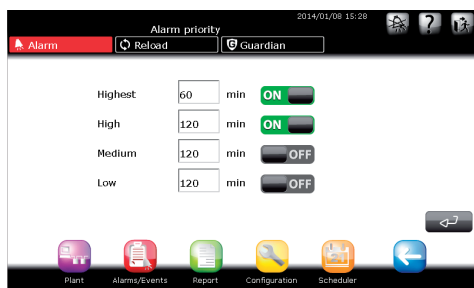 2014/01/08 15:28
Alarm priority
Alarm
Reload
Guardian
?
Highest 60 min ON
High 120 min ON
Medium 120 min OFF
Low 120 min OFF
Plant Alarms/Events Report Configuration Scheduler